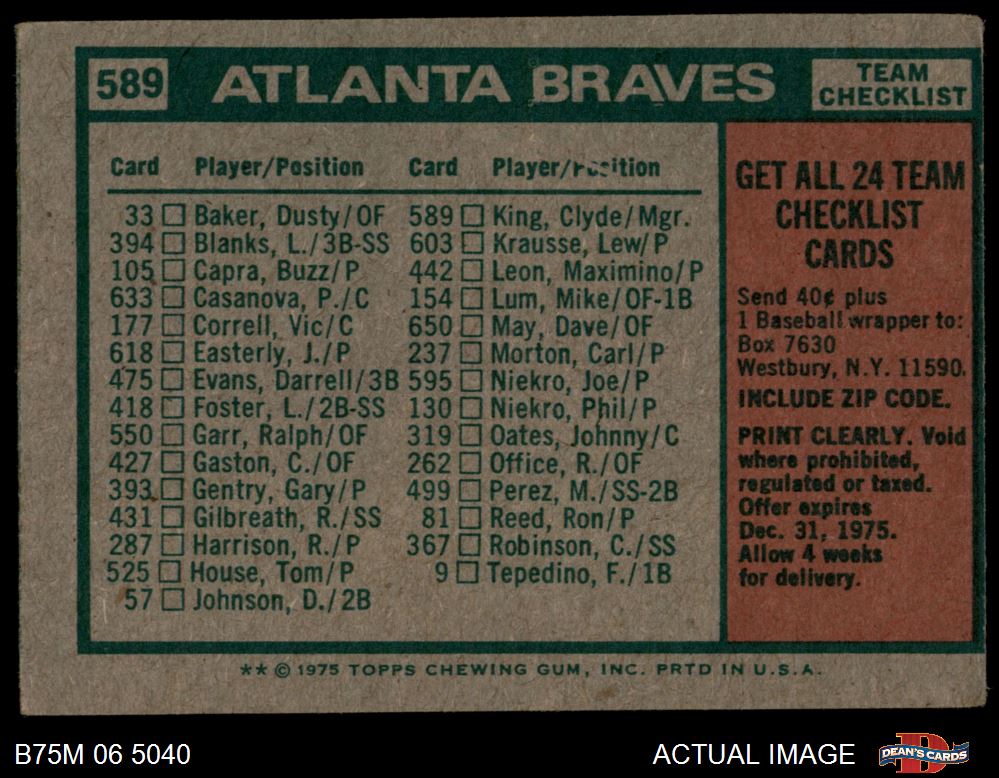 589 ATLANTA BRAVES TEAM CHECKLIST
Card Player/Position Card Player/Position
33 □ Baker, Dusty/OF 589 □ King, Clyde/Mgr.
394 □ Blanks, L./3B-SS 603 □ Krausse, Lew/P
105 □ Capra, Buzz/P 442 □ Leon, Maximino/P
633 □ Casanova, P./C 154 □ Lum, Mike/OF-1B
177 □ Correll, Vic/C 650 □ May, Dave/OF
618 □ Easterly, J./P 237 □ Morton, Carl/P
475 □ Evans, Darrell/3B 595 □ Niekro, Joe/P
418 □ Foster, L./2B-SS 130 □ Niekro, Phil/P
550 □ Garr, Ralph/OF 319 □ Oates, Johnny/C
427 □ Gaston, C./OF 262 □ Office, R./OF
393 □ Gentry, Gary/P 499 □ Perez, M./SS-2B
431 □ Gilbreath, R./SS 81 □ Reed, Ron/P
287 □ Harrison, R./P 367 □ Robinson, C./SS
525 □ House, Tom/P 9 □ Tepedino, F./1B
57 □ Johnson, D./2B
GET ALL 24 TEAM
CHECKLIST
CARDS
Send 40¢ plus
1 Baseball wrapper to:
Box 7630
Westbury, N.Y. 11590.
INCLUDE ZIP CODE.
PRINT CLEARLY. Void
where prohibited,
regulated or taxed.
Offer expires
Dec. 31, 1975.
Allow 4 weeks
for delivery.
** © 1975 TOPPS CHEWING GUM, INC. PRTD IN U.S.A.
B75M 06 5040 ACTUAL IMAGE DEAN'S CARDS